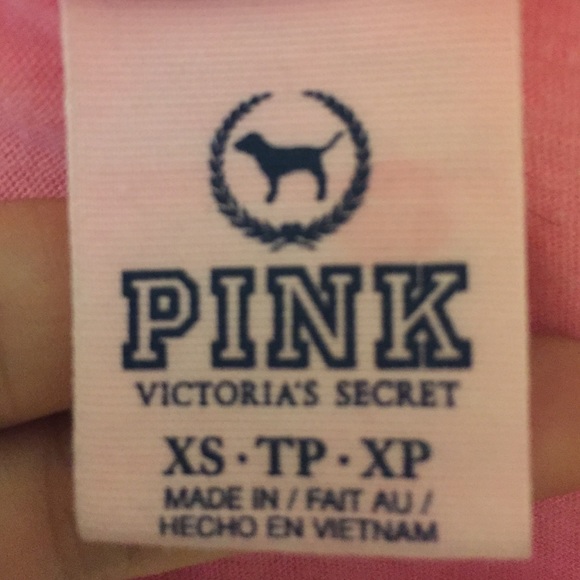 PINK
VICTORIA'S SECRET
XS · TP · XP
MADE IN / FAIT AU /
HECHO EN VIETNAM